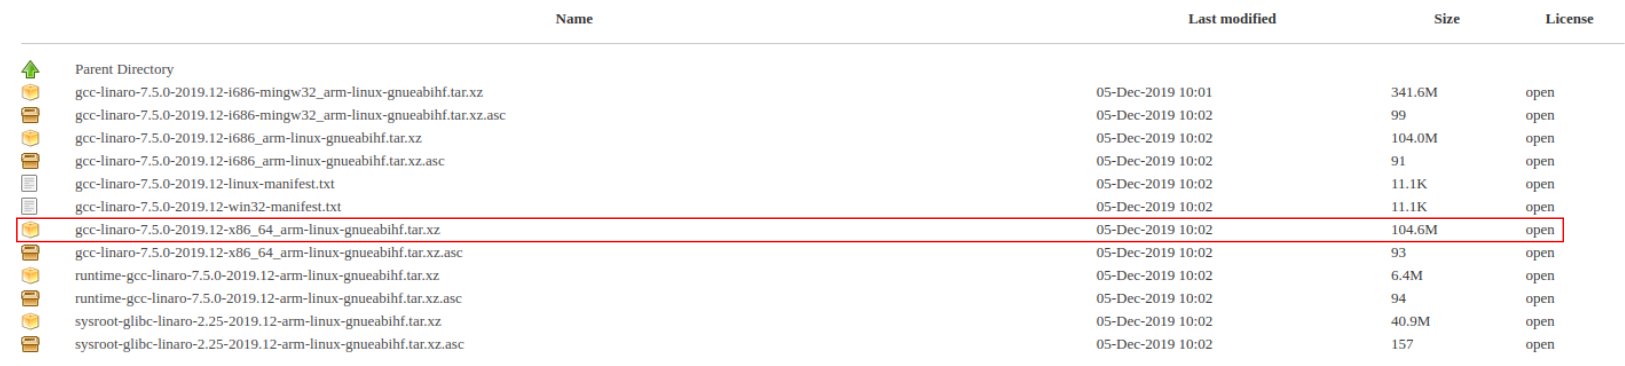 Name Last modified Size License
Parent Directory
gcc-linaro-7.5.0-2019.12-i686-mingw32_arm-linux-gnueabihf.tar.xz 05-Dec-2019 10:01 341.6M open
gcc-linaro-7.5.0-2019.12-i686-mingw32_arm-linux-gnueabihf.tar.xz.asc 05-Dec-2019 10:02 99 open
gcc-linaro-7.5.0-2019.12-i686_arm-linux-gnueabihf.tar.xz 05-Dec-2019 10:02 104.0M open
gcc-linaro-7.5.0-2019.12-i686_arm-linux-gnueabihf.tar.xz.asc 05-Dec-2019 10:02 91 open
gcc-linaro-7.5.0-2019.12-linux-manifest.txt 05-Dec-2019 10:02 11.1K open
gcc-linaro-7.5.0-2019.12-win32-manifest.txt 05-Dec-2019 10:02 11.1K open
gcc-linaro-7.5.0-2019.12-x86_64_arm-linux-gnueabihf.tar.xz 05-Dec-2019 10:02 104.6M open
gcc-linaro-7.5.0-2019.12-x86_64_arm-linux-gnueabihf.tar.xz.asc 05-Dec-2019 10:02 93 open
runtime-gcc-linaro-7.5.0-2019.12-arm-linux-gnueabihf.tar.xz 05-Dec-2019 10:02 6.4M open
runtime-gcc-linaro-7.5.0-2019.12-arm-linux-gnueabihf.tar.xz.asc 05-Dec-2019 10:02 94 open
sysroot-glibc-linaro-2.25-2019.12-arm-linux-gnueabihf.tar.xz 05-Dec-2019 10:02 40.9M open
sysroot-glibc-linaro-2.25-2019.12-arm-linux-gnueabihf.tar.xz.asc 05-Dec-2019 10:02 157 open